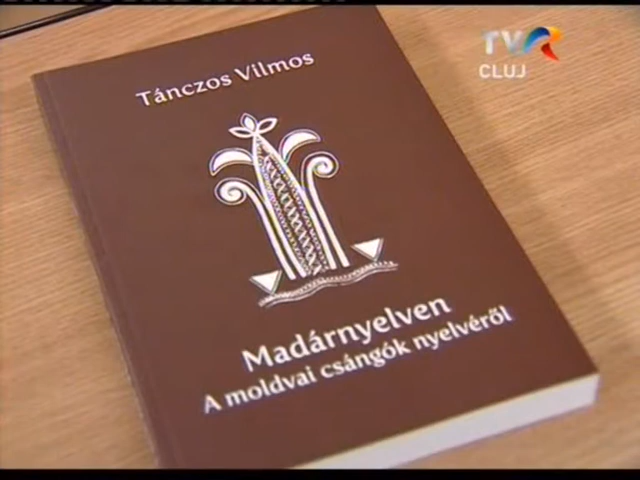 TVR
CLUJ
Tánczos Vilmos
Madárnyelven
A moldvai csángók nyelvéről